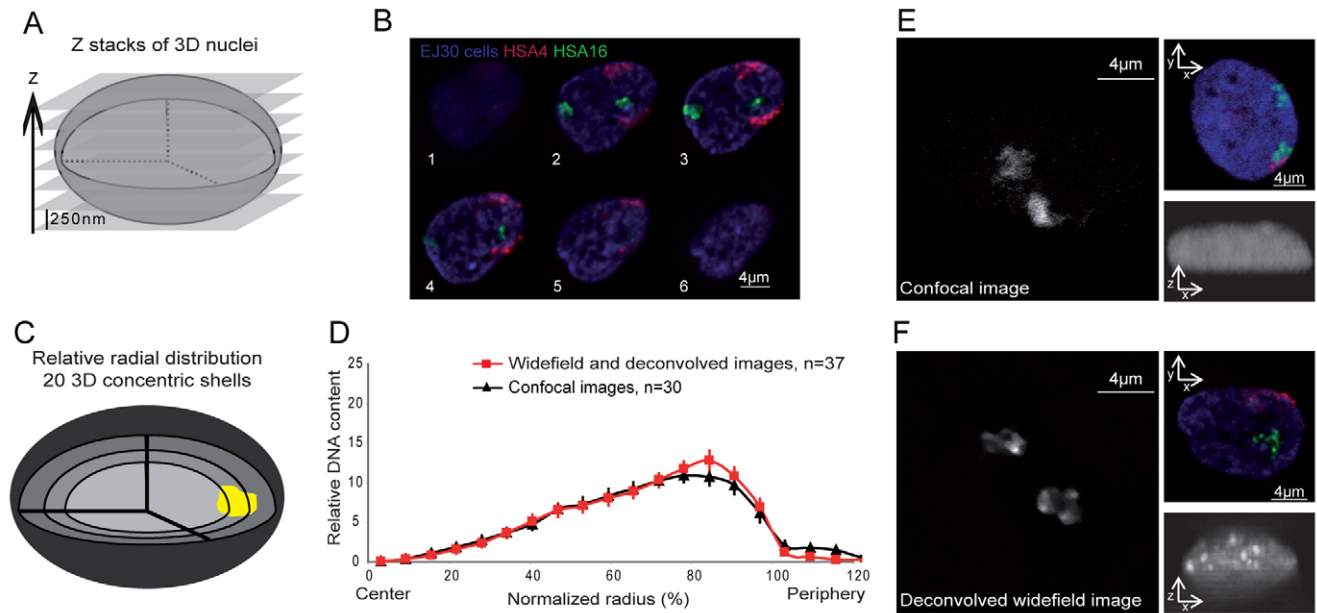 A
Z stacks of 3D nuclei
z
250nm
B
EJ30 cells HSA4 HSA16
1
2
3
4
5
6
4µm
C
Relative radial distribution
20 3D concentric shells
D
25
20
15
10
5
0
Relative DNA content
Widefield and deconvolved images, n=37
Confocal images, n=30
0
20
40
60
80
100
120
Center
Normalized radius (%)
Periphery
E
4µm
Confocal image
y
x
4µm
z
x
F
4µm
Deconvolved widefield image
y
x
4µm
z
x